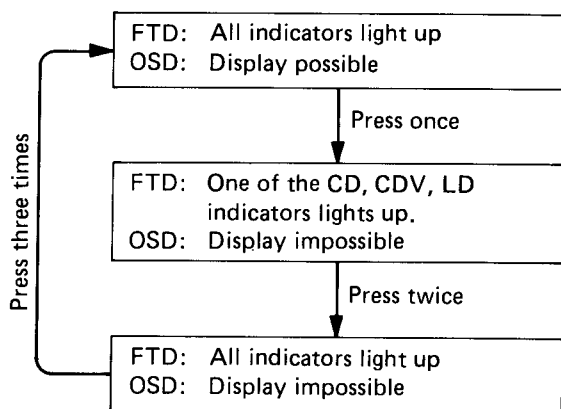 FTD: All indicators light up
OSD: Display possible
Press once
FTD: One of the CD, CDV, LD
indicators lights up.
OSD: Display impossible
Press twice
FTD: All indicators light up
OSD: Display impossible
Press three times